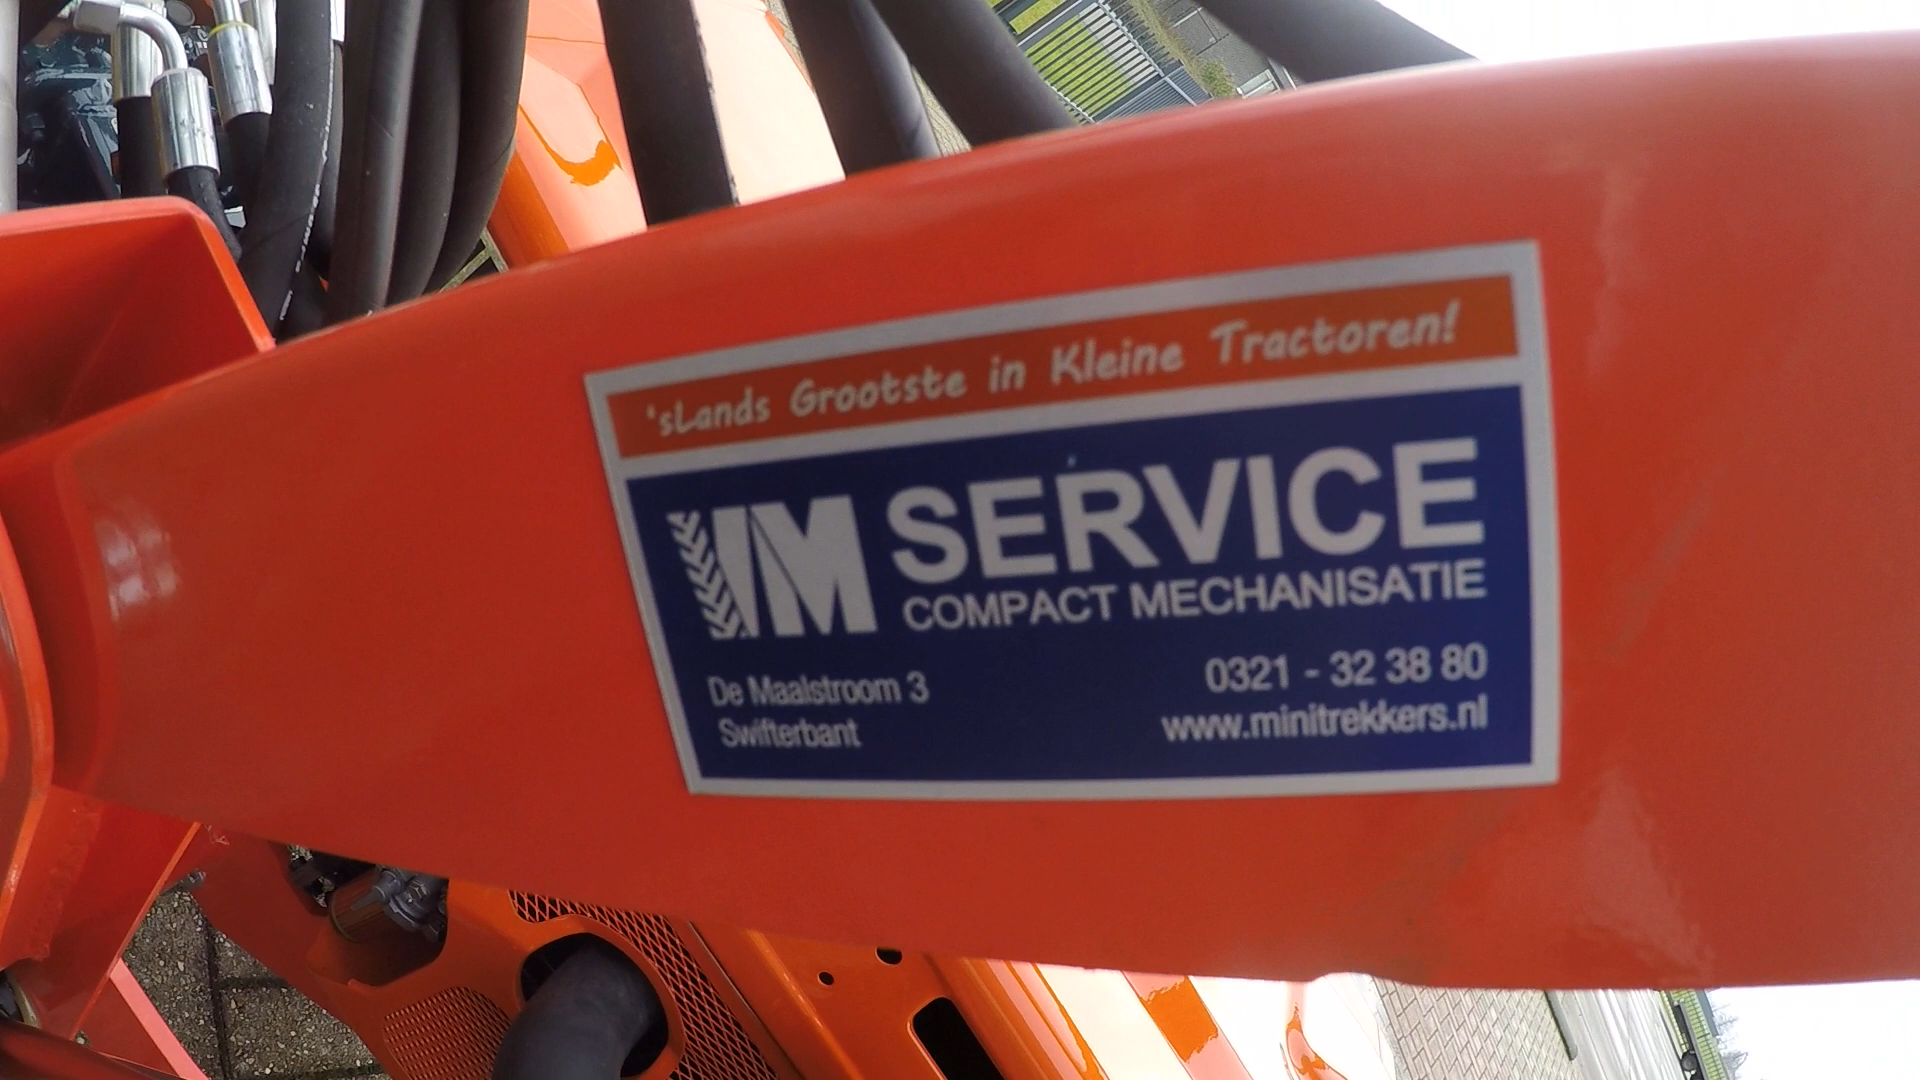 'sLands Grootste in Kleine Tractoren!
VM SERVICE
COMPACT MECHANISATIE
De Maalstroom 3
Swifterbant
0321 - 32 38 80
www.minitrekkers.nl